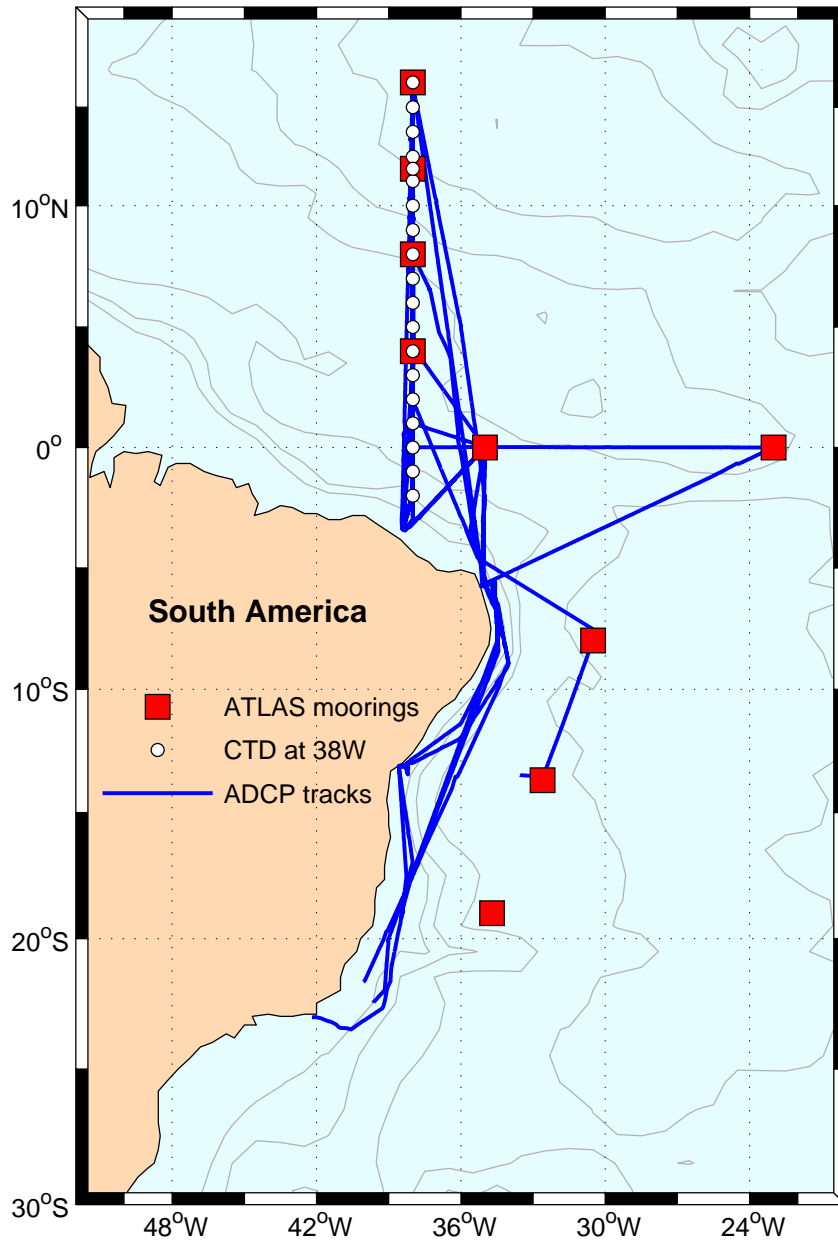 10°N
0°
South America
10°S
ATLAS moorings
CTD at 38W
ADCP tracks
20°S
30°S
48°W 42°W 36°W 30°W 24°W